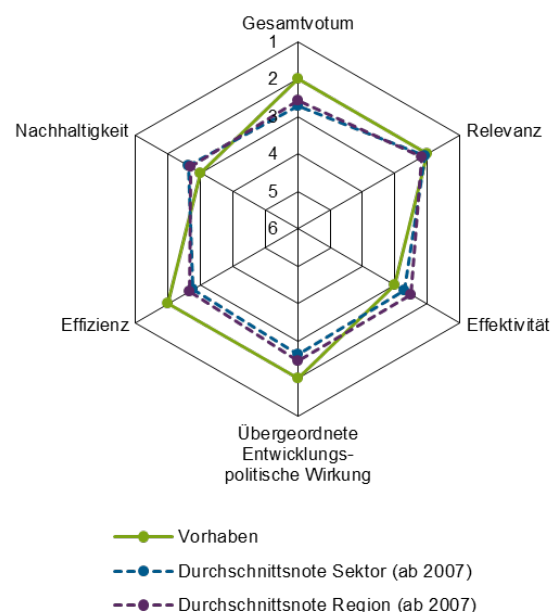 Gesamtvotum
1
2
3
4
5
6
Nachhaltigkeit
Relevanz
Effizienz
Effektivität
Übergeordnete
Entwicklungs-
politische Wirkung
Vorhaben
Durchschnittsnote Sektor (ab 2007)
Durchschnittsnote Region (ab 2007)